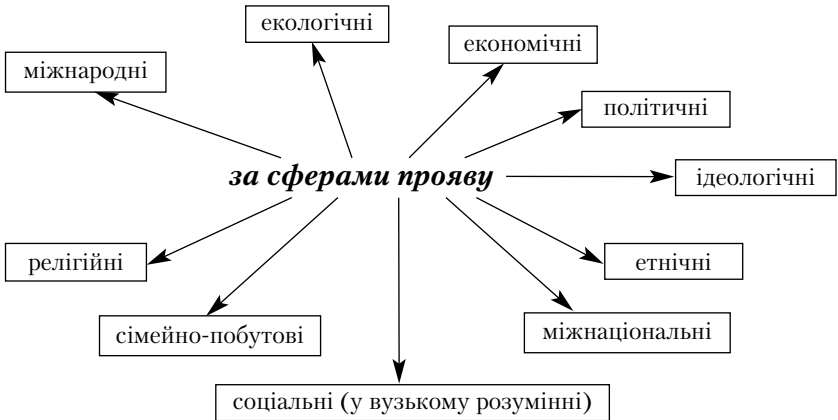 екологічні
економічні
міжнародні
політичні
за сферами прояву
ідеологічні
релігійні
етнічні
сімейно-побутові
міжнаціональні
соціальні (у вузькому розумінні)